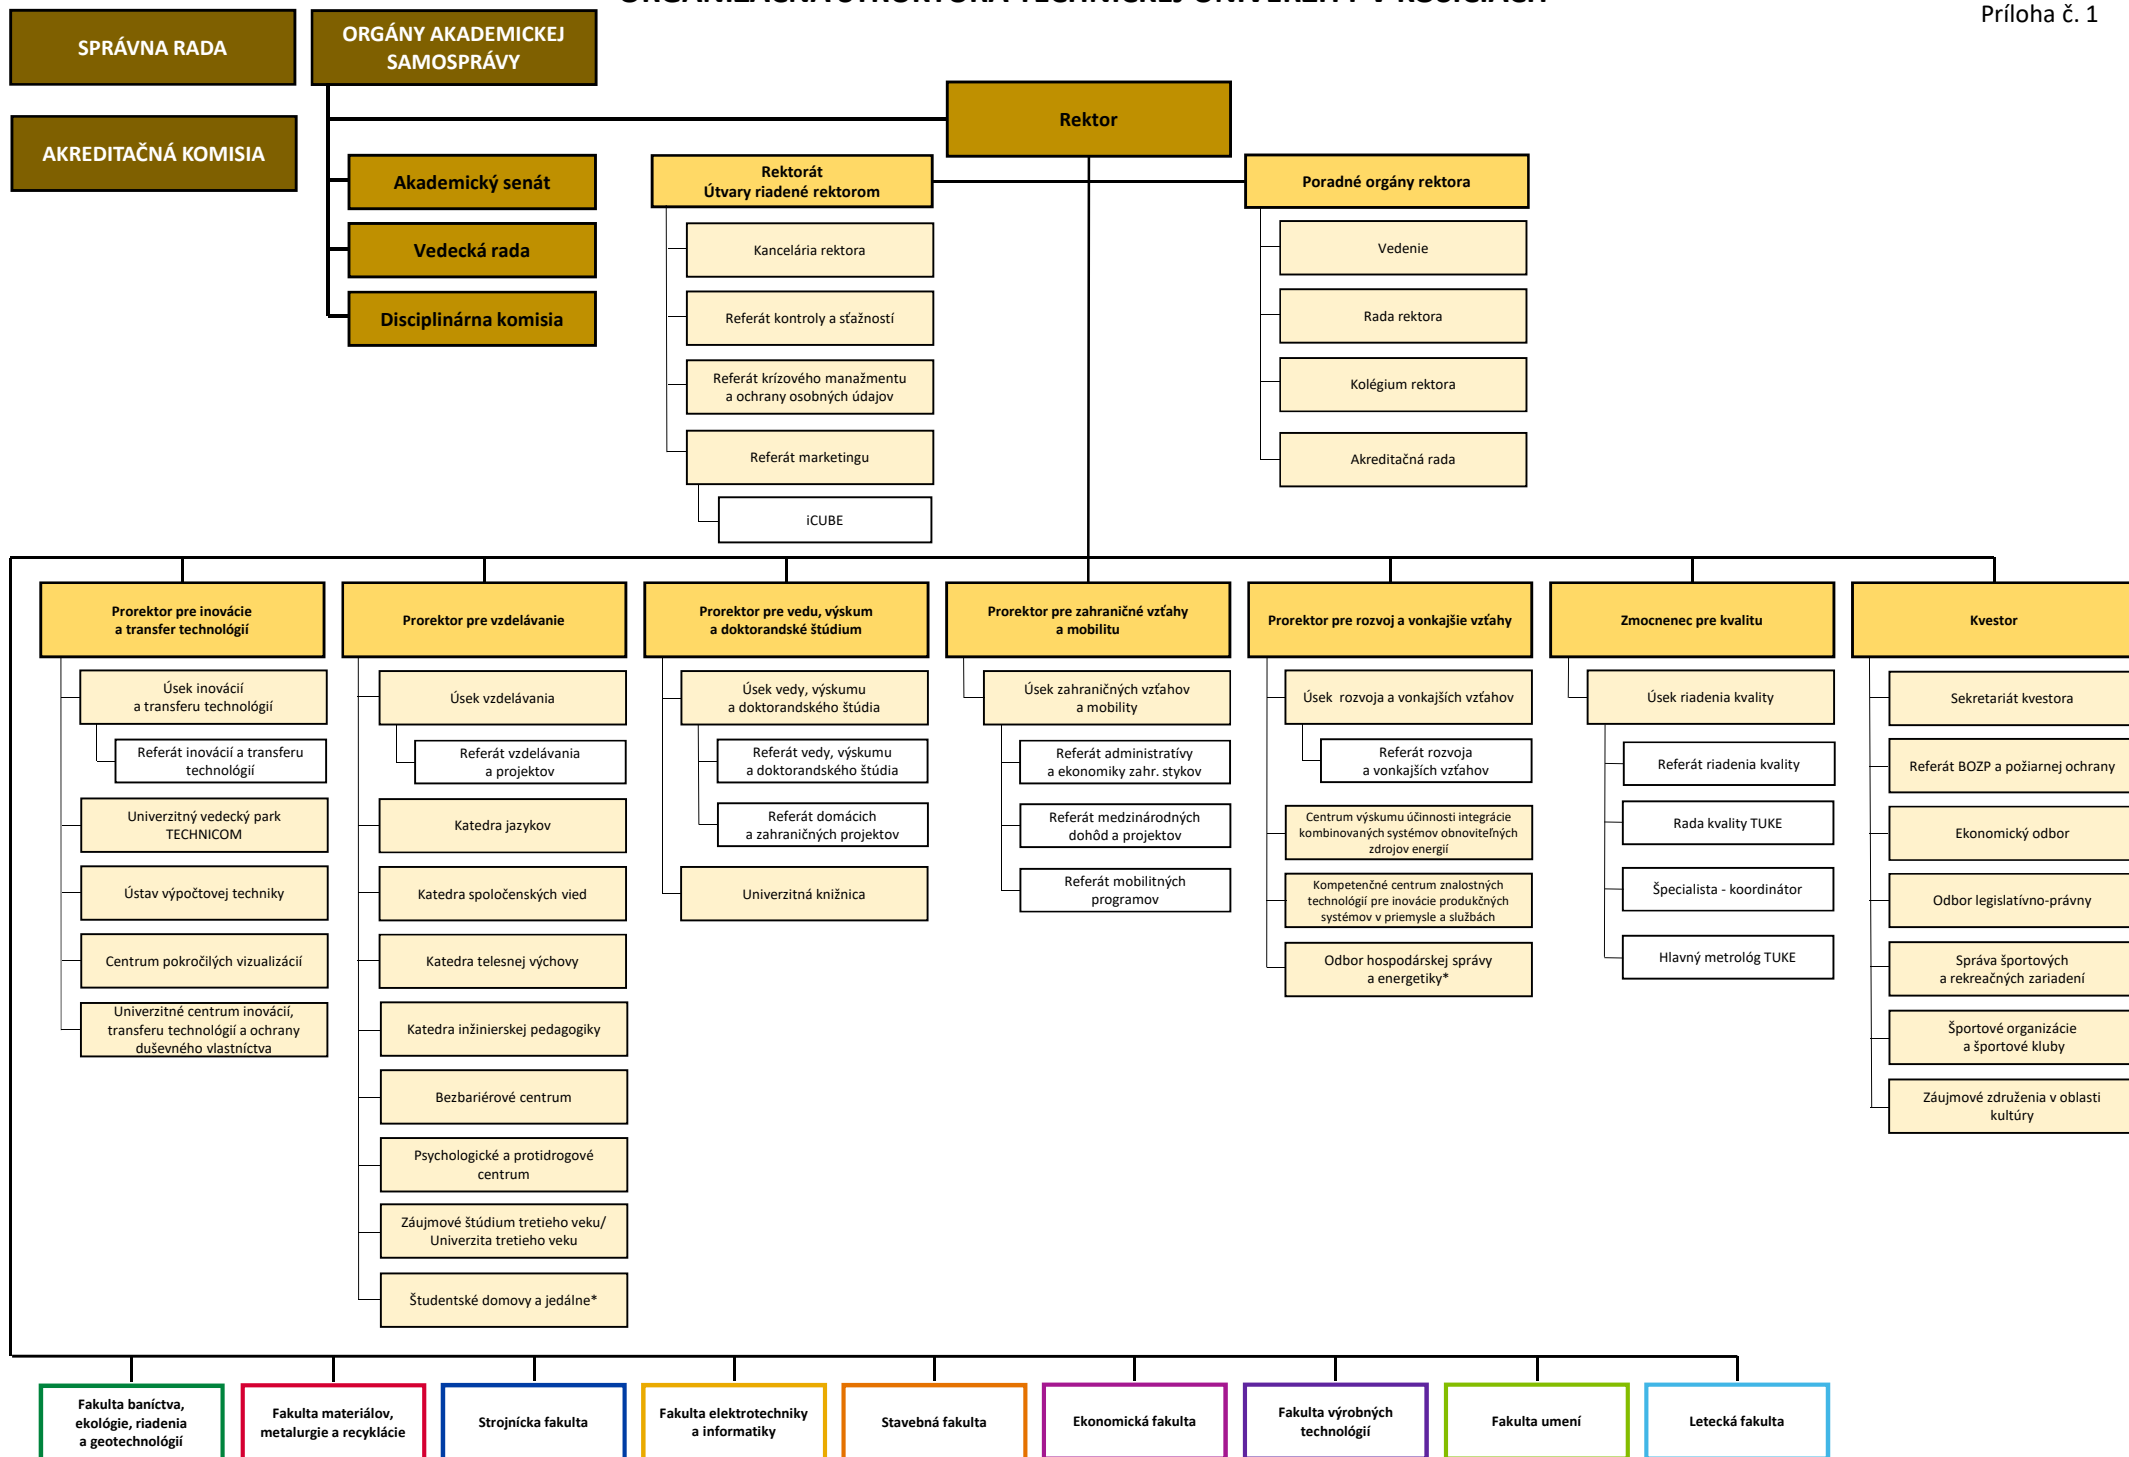 ORGANIZAČNÁ ŠTRUKTÚRA TECHNICKEJ UNIVERZITY V KOŠICIACH
Príloha č. 1
SPRÁVNA RADA
ORGÁNY AKADEMICKEJ
SAMOSPRÁVY
AKREDITAČNÁ KOMISIA
Rektor
Akademický senát
Vedecká rada
Disciplinárna komisia
Rektorát
Útvary riadené rektorom
Kancelária rektora
Referát kontroly a sťažností
Referát krízového manažmentu
a ochrany osobných údajov
Referát marketingu
iCUBE
Poradné orgány rektora
Vedenie
Rada rektora
Kolégium rektora
Akreditačná rada
Prorektor pre inovácie
a transfer technológií
Úsek inovácií
a transferu technológií
Referát inovácií a transferu
technológií
Univerzitný vedecký park
TECHNICOM
Ústav výpočtovej techniky
Centrum pokročilých vizualizácií
Univerzitné centrum inovácií,
transferu technológií a ochrany
duševného vlastníctva
Prorektor pre vzdelávanie
Úsek vzdelávania
Referát vzdelávania
a projektov
Katedra jazykov
Katedra spoločenských vied
Katedra telesnej výchovy
Katedra inžinierskej pedagogiky
Bezbariérové centrum
Psychologické a protidrogové
centrum
Záujmové štúdium tretieho veku/
Univerzita tretieho veku
Študentské domovy a jedálne*
Prorektor pre vedu, výskum
a doktorandské štúdium
Úsek vedy, výskumu
a doktorandského štúdia
Referát vedy, výskumu
a doktorandského štúdia
Referát domácich
a zahraničných projektov
Univerzitná knižnica
Prorektor pre zahraničné vzťahy
a mobilitu
Úsek zahraničných vzťahov
a mobility
Referát administratívy
a ekonomiky zahr. stykov
Referát medzinárodných
dohôd a projektov
Referát mobilitných
programov
Prorektor pre rozvoj a vonkajšie vzťahy
Úsek  rozvoja a vonkajších vzťahov
Referát rozvoja
a vonkajších vzťahov
Centrum výskumu účinnosti integrácie
kombinovaných systémov obnoviteľných
zdrojov energií
Kompetenčné centrum znalostných
technológií pre inovácie produkčných
systémov v priemysle a službách
Odbor hospodárskej správy
a energetiky*
Zmocnenec pre kvalitu
Úsek riadenia kvality
Referát riadenia kvality
Rada kvality TUKE
Špecialista - koordinátor
Hlavný metrológ TUKE
Kvestor
Sekretariát kvestora
Referát BOZP a požiarnej ochrany
Ekonomický odbor
Odbor legislatívno-právny
Správa športových
a rekreačných zariadení
Športové organizácie
a športové kluby
Záujmové združenia v oblasti
kultúry
Fakulta baníctva,
ekológie, riadenia
a geotechnológií
Fakulta materiálov,
metalurgie a recyklácie
Strojnícka fakulta
Fakulta elektrotechniky
a informatiky
Stavebná fakulta
Ekonomická fakulta
Fakulta výrobných
technológií
Fakulta umení
Letecká fakulta